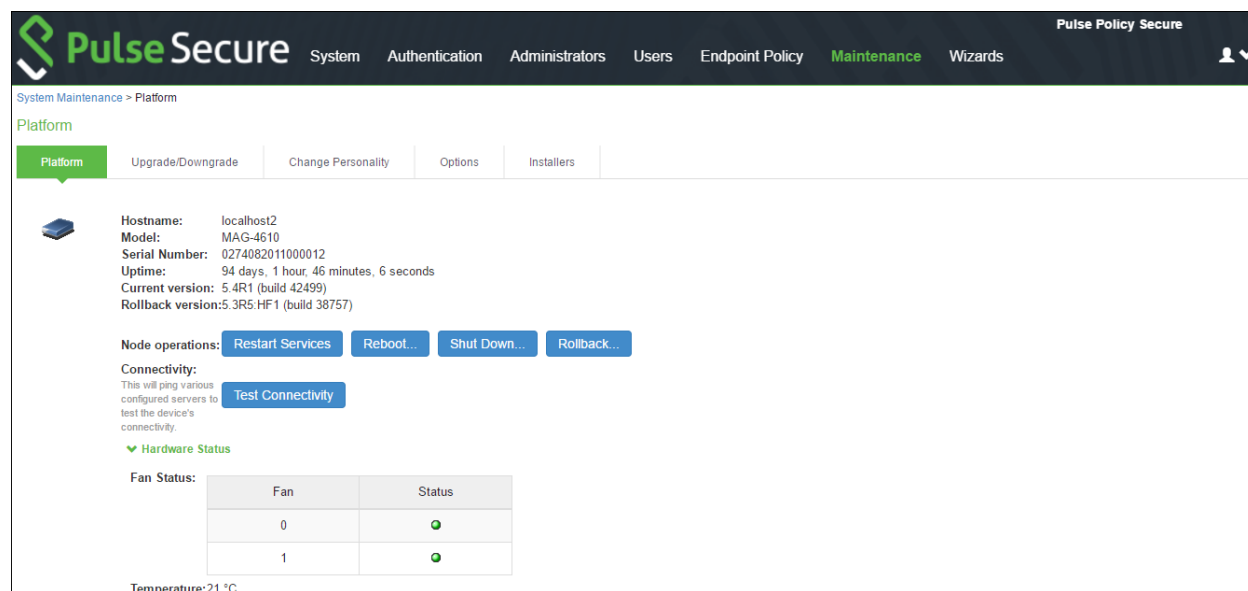 Pulse Policy Secure
Pulse Secure
System Authentication Administrators Users Endpoint Policy Maintenance Wizards
System Maintenance > Platform
Platform
Platform Upgrade/Downgrade Change Personality Options Installers
Hostname: localhost2
Model: MAG-4610
Serial Number: 0274082011000012
Uptime: 94 days, 1 hour, 46 minutes, 6 seconds
Current version: 5.4R1 (build 42499)
Rollback version:5.3R5:HF1 (build 38757)
Node operations: Restart Services Reboot... Shut Down... Rollback...
Connectivity:
This will ping various
configured servers to
test the device's
connectivity.
Test Connectivity
Hardware Status
Fan Status:
Fan Status
0
1
Temperature:21 °C